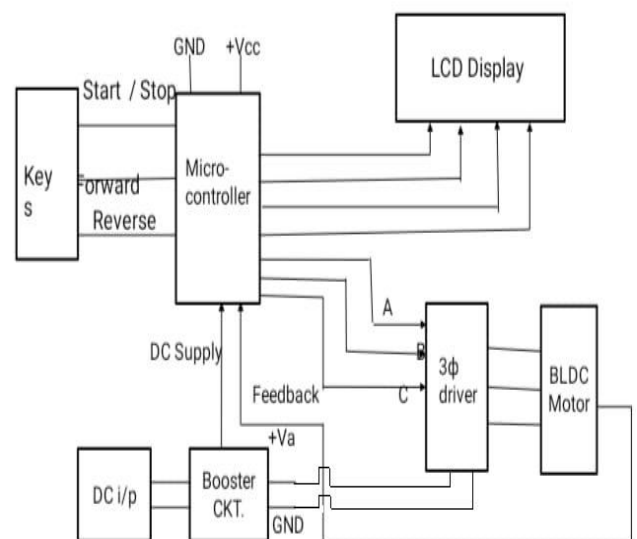 GND +Vcc
LCD Display
Start / Stop
Key
s
Forward
Reverse
Micro-
controller
A
B
C
DC Supply
Feedback
+Va
3ф
driver
BLDC
Motor
DC i/p
Booster
CKT.
GND